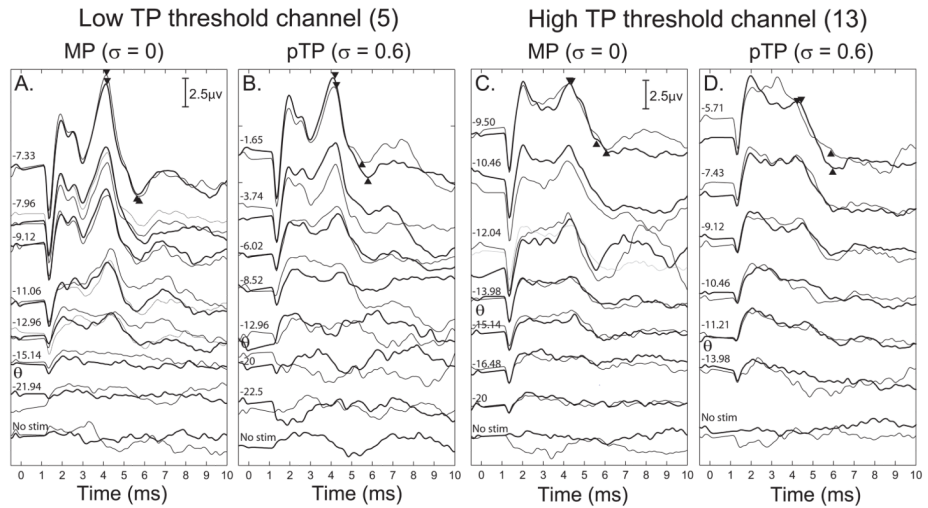 Low TP threshold channel (5)
High TP threshold channel (13)
MP (σ = 0)
pTP (σ = 0.6)
MP (σ = 0)
pTP (σ = 0.6)
A.
2.5μv
-7.33
-7.96
-9.12
-11.06
-12.96
-15.14
θ
-21.94
No stim
B.
-1.65
-3.74
-6.02
-8.52
-12.96
θ
-20
-22.5
No stim
C.
2.5μv
-9.50
-10.46
-12.04
-13.98
θ
-15.14
-16.48
-20
No stim
D.
-5.71
-7.43
-9.12
-10.46
-11.21
θ
-13.98
No stim
0 1 2 3 4 5 6 7 8 9 10
0 1 2 3 4 5 6 7 8 9 10
0 1 2 3 4 5 6 7 8 9 10
0 1 2 3 4 5 6 7 8 9 10
Time (ms)
Time (ms)
Time (ms)
Time (ms)